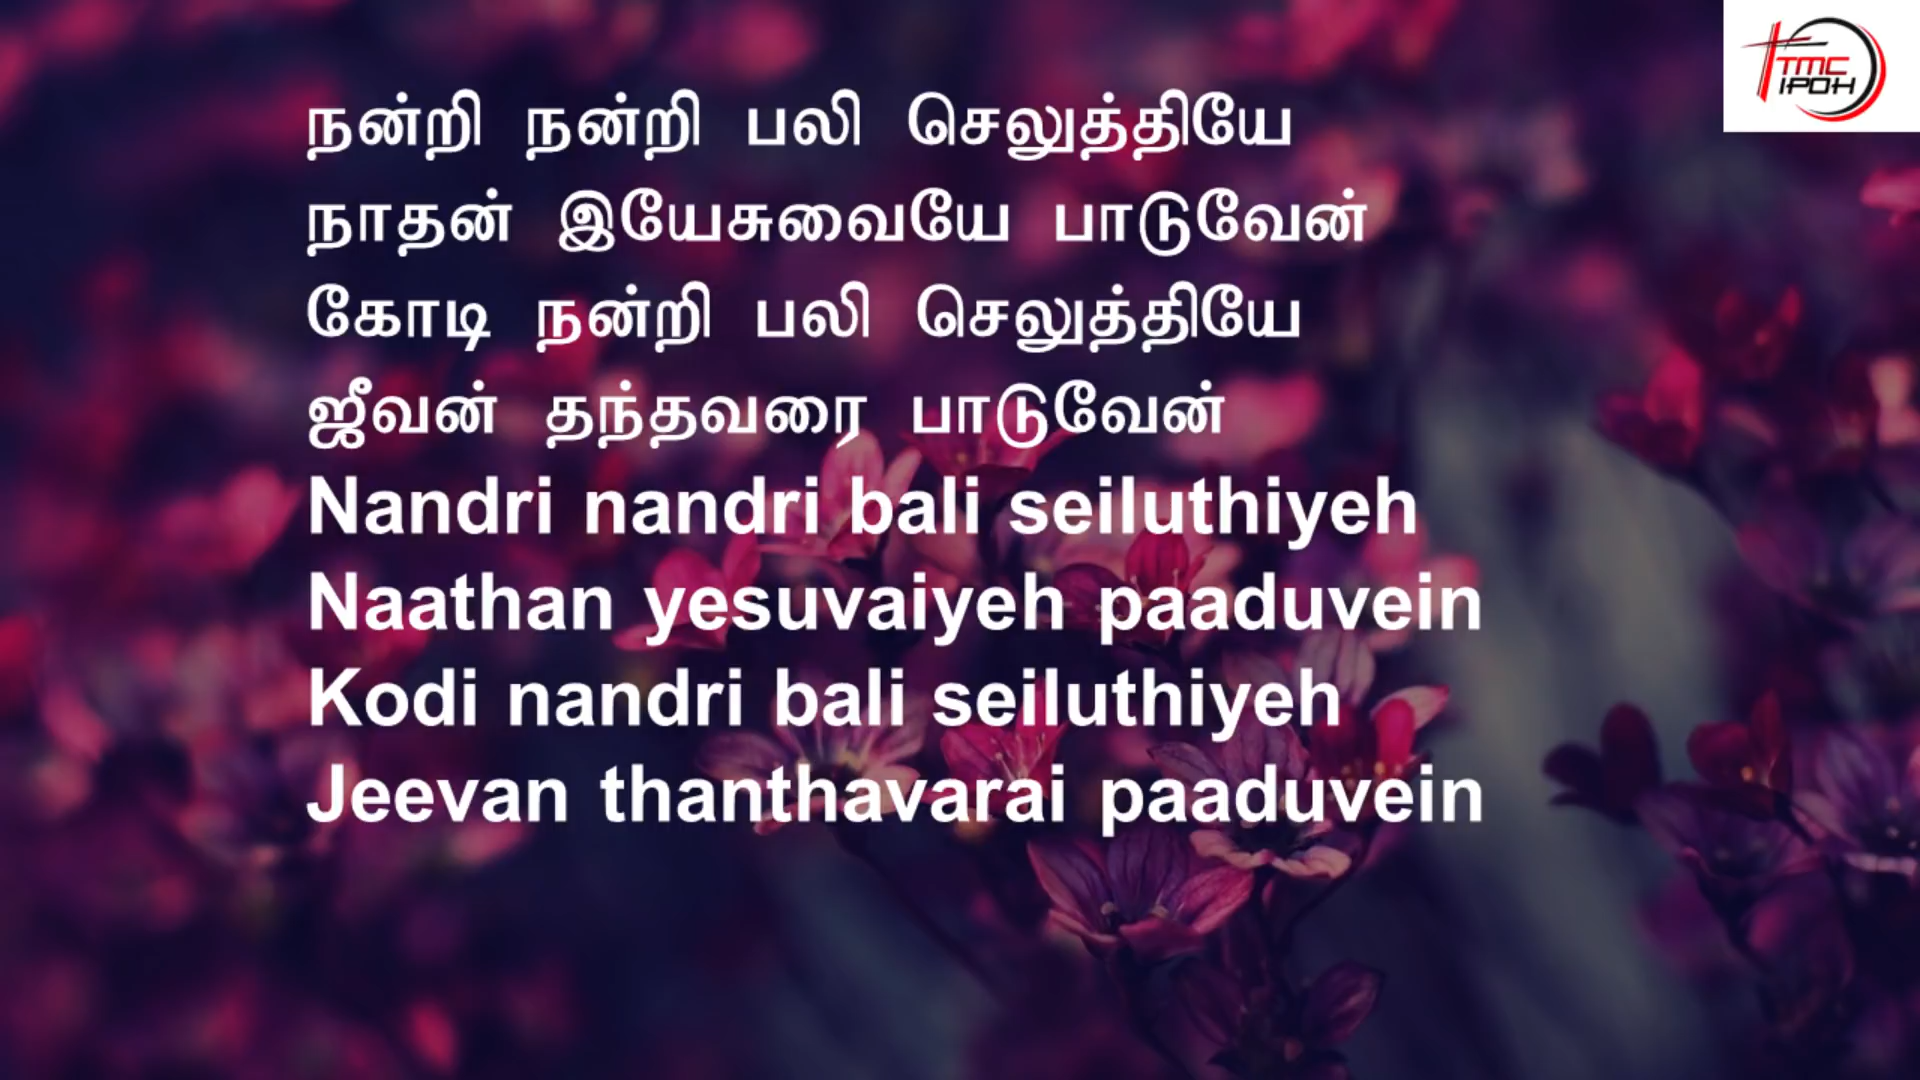 நன்றி நன்றி பலி செலுத்தியே
நாதன் இயேசுவையே பாடுவேன்
கோடி நன்றி பலி செலுத்தியே
ஜீவன் தந்தவரை பாடுவேன்
Nandri nandri bali seiluthiyeh
Naathan yesuvaiyeh paaduvein
Kodi nandri bali seiluthiyeh
Jeevan thanthavarai paaduvein
TMC
IPOH